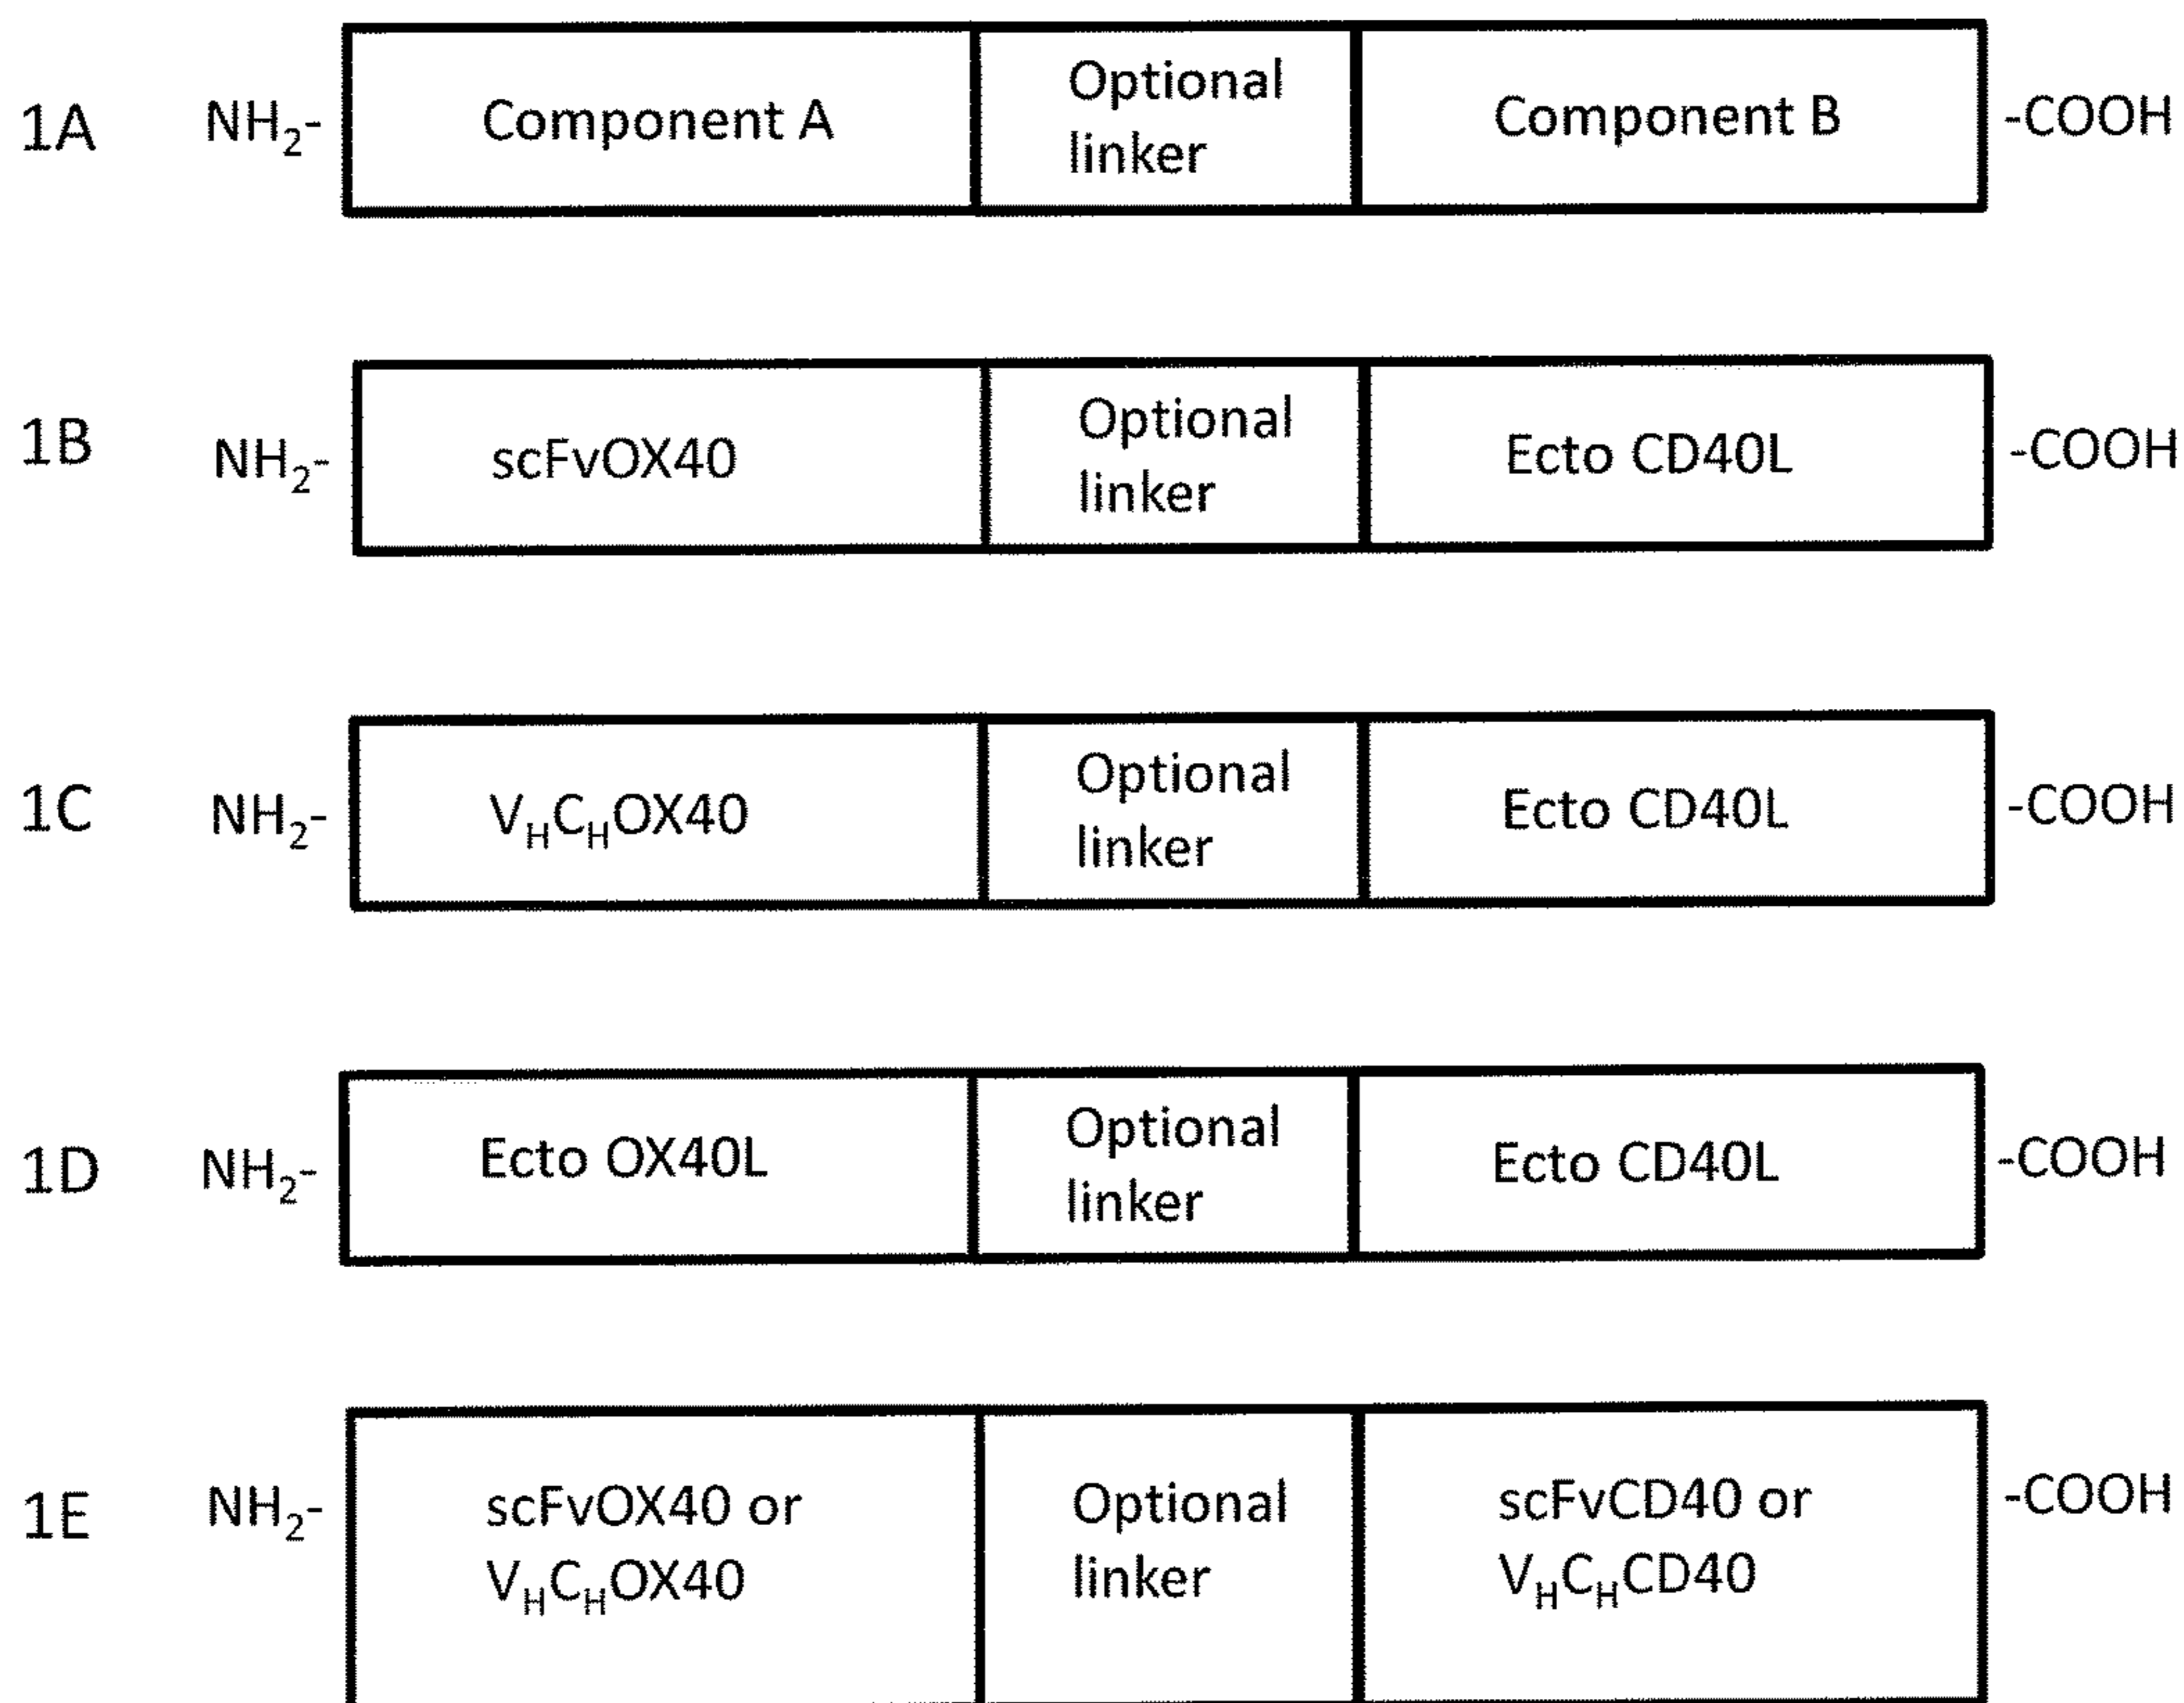 1A NH₂- Component A Optional linker Component B -COOH
1B NH₂- scFvOX40 Optional linker Ecto CD40L -COOH
1C NH₂- VHCHOX40 Optional linker Ecto CD40L -COOH
1D NH₂- Ecto OX40L Optional linker Ecto CD40L -COOH
1E NH₂- scFvOX40 or VHCHOX40 Optional linker scFvCD40 or VHCHCD40 -COOH